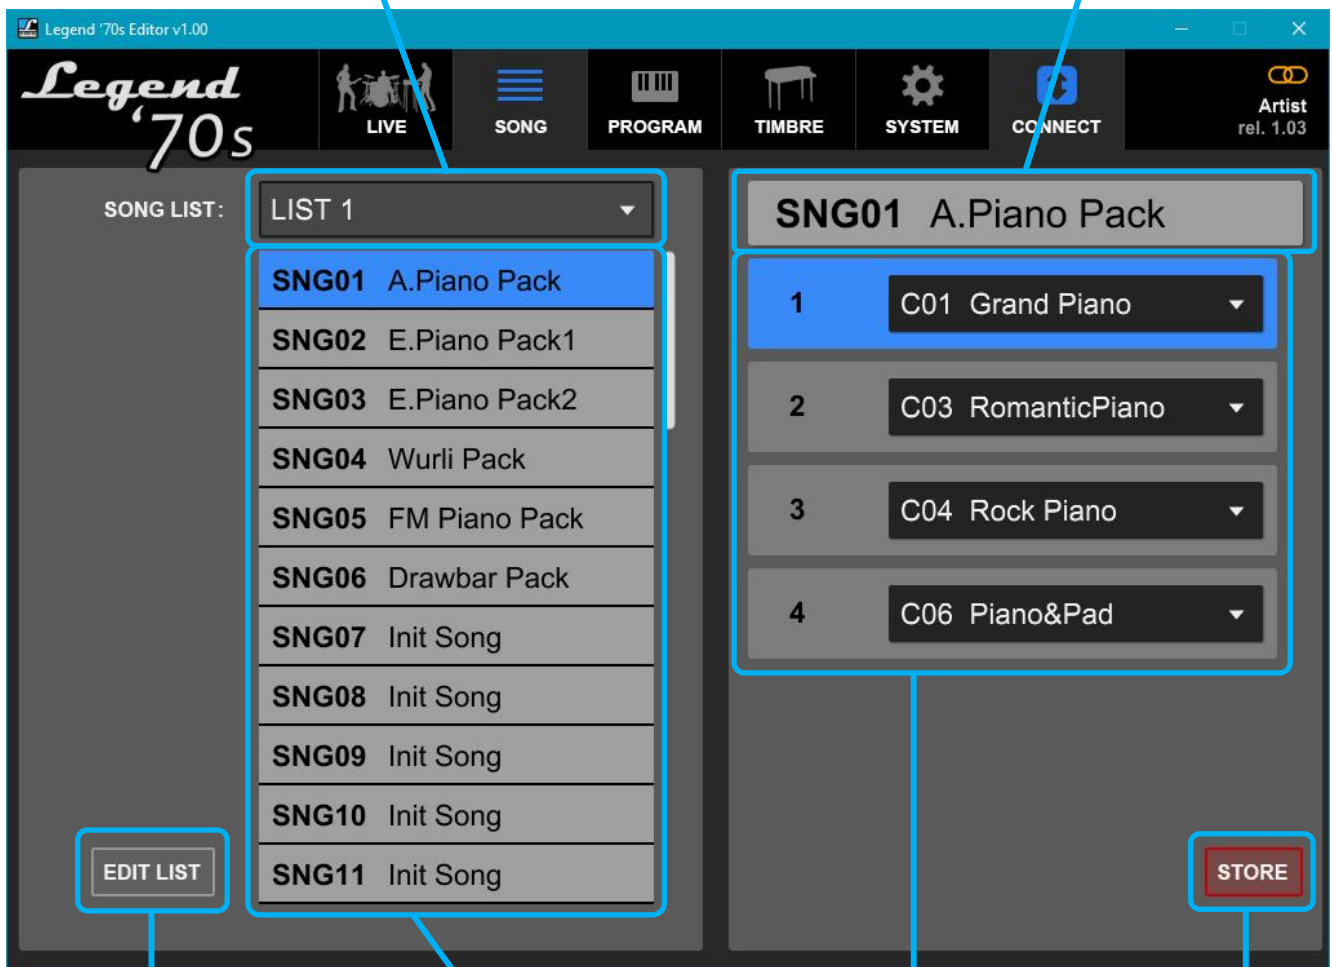 Legend '70s Editor v1.00
Legend
'70s
LIVE
SONG
PROGRAM
TIMBRE
SYSTEM
CONNECT
Artist
rel. 1.03
SONG LIST:
LIST 1
SNG01 A.Piano Pack
SNG02 E.Piano Pack1
SNG03 E.Piano Pack2
SNG04 Wurli Pack
SNG05 FM Piano Pack
SNG06 Drawbar Pack
SNG07 Init Song
SNG08 Init Song
SNG09 Init Song
SNG10 Init Song
SNG11 Init Song
EDIT LIST
SNG01 A.Piano Pack
1 C01 Grand Piano
2 C03 RomanticPiano
3 C04 Rock Piano
4 C06 Piano&Pad
STORE